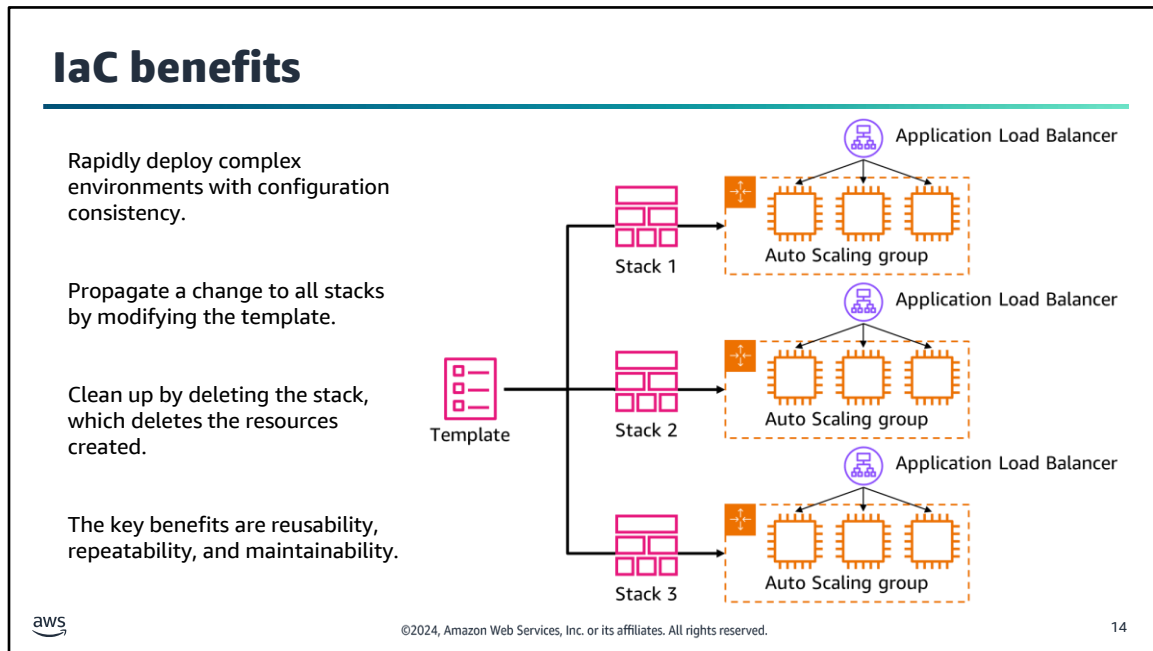 IaC benefits
Rapidly deploy complex
environments with configuration
consistency.
Propagate a change to all stacks
by modifying the template.
Clean up by deleting the stack,
which deletes the resources
created.
The key benefits are reusability,
repeatability, and maintainability.
Template
Stack 1
Application Load Balancer
Auto Scaling group
Stack 2
Application Load Balancer
Auto Scaling group
Stack 3
Application Load Balancer
Auto Scaling group
aws
©2024, Amazon Web Services, Inc. or its affiliates. All rights reserved.
14